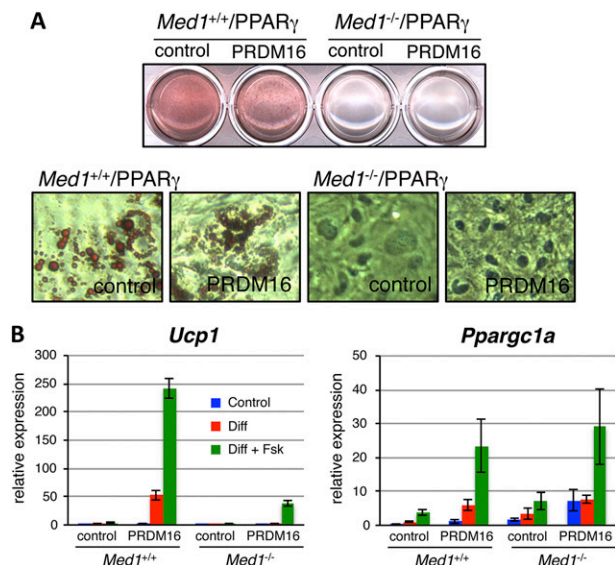 A
Med1+/+/PPARγ Med1-/-/PPARγ
control PRDM16 control PRDM16
Med1+/+/PPARγ Med1-/-/PPARγ
control PRDM16 control PRDM16
B
Ucp1 Ppargc1a
relative expression
300
250
200
150
100
50
0
Control
Diff
Diff + Fsk
control PRDM16 control PRDM16
Med1+/+ Med1-/-
relative expression
50
40
30
20
10
0
control PRDM16 control PRDM16
Med1+/+ Med1-/-